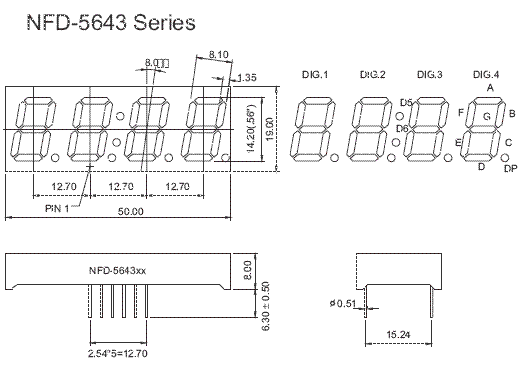 NFD-5643 Series
8.0
8.10
1.35
DIG.1 DIG.2 DIG.3 DIG.4
A
F G B
D5
D6
E C
D DP
14.20(.56")
19.00
12.70 12.70 12.70
PIN 1
50.00
NFD-5643xx
8.00
6.30 ± 0.50
2.54*5=12.70
ø0.51
15.24